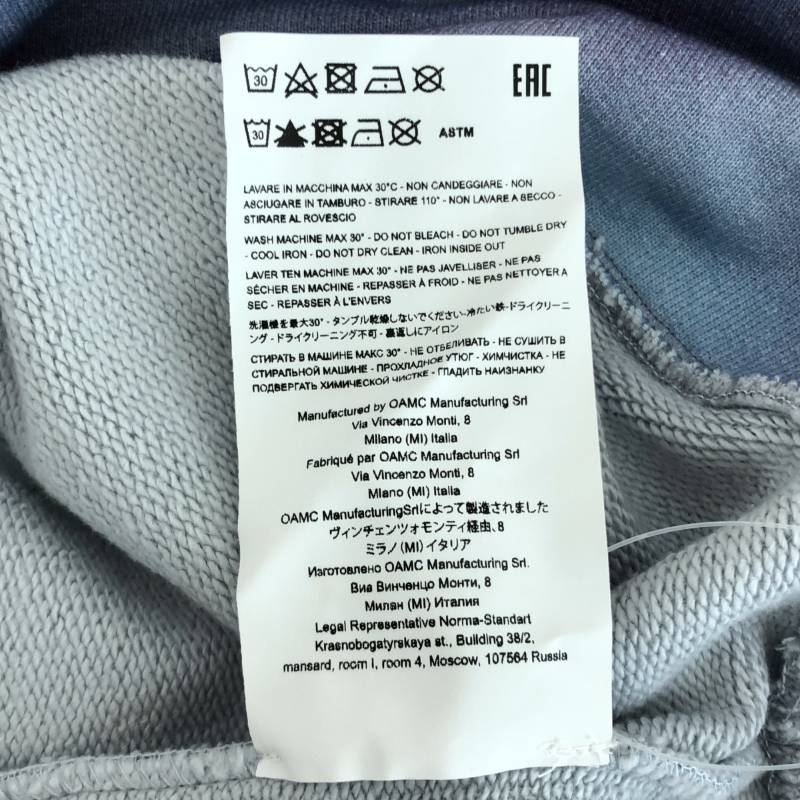 30 EAC
30 ASTM
LAVARE IN MACCHINA MAX 30°C - NON CANDEGGIARE - NON
ASCIUGARE IN TAMBURO - STIRARE 110° - NON LAVARE A SECCO -
STIRARE AL ROVESCIO
WASH MACHINE MAX 30° - DO NOT BLEACH - DO NOT TUMBLE DRY
- COOL IRON - DO NOT DRY CLEAN - IRON INSIDE OUT
LAVER TEN MACHINE MAX 30° - NE PAS JAVELLISER - NE PAS
SÉCHER EN MACHINE - REPASSER À FROID - NE PAS NETTOYER A
SEC - REPASSER À L'ENVERS
洗濯機を最大30° - タンブル乾燥しないでください-冷たい鉄-ドライクリーニ
ング - ドライクリーニング不可 - 裏返しにアイロン
СТИРАТЬ В МАШИНЕ МАКС 30° - НЕ ОТБЕЛИВАТЬ - НЕ СУШИТЬ В
СТИРАЛЬНОЙ МАШИНЕ - ПРОХЛАДНОЕ УТЮГ - ХИМЧИСТКА - НЕ
ПОДВЕРГАТЬ ХИМИЧЕСКОЙ ЧИСТКЕ - ГЛАДИТЬ НАИЗНАНКУ
Manufactured by OAMC Manufacturing Srl
Via Vincenzo Monti, 8
Milano (MI) Italia
Fabriqué par OAMC Manufacturing Srl
Via Vincenzo Monti, 8
Milano (MI) Italia
OAMC ManufacturingSrlによって製造されました
ヴィンチェンツォモンティ経由、8
ミラノ(MI)イタリア
Изготовлено OAMC Manufacturing Srl.
Виа Винченцо Монти, 8
Милан (MI) Италия
Legal Representative Norma-Standart
Krasnobogatyrskaya st., Building 38/2,
mansard, room I, room 4, Moscow, 107564 Russia